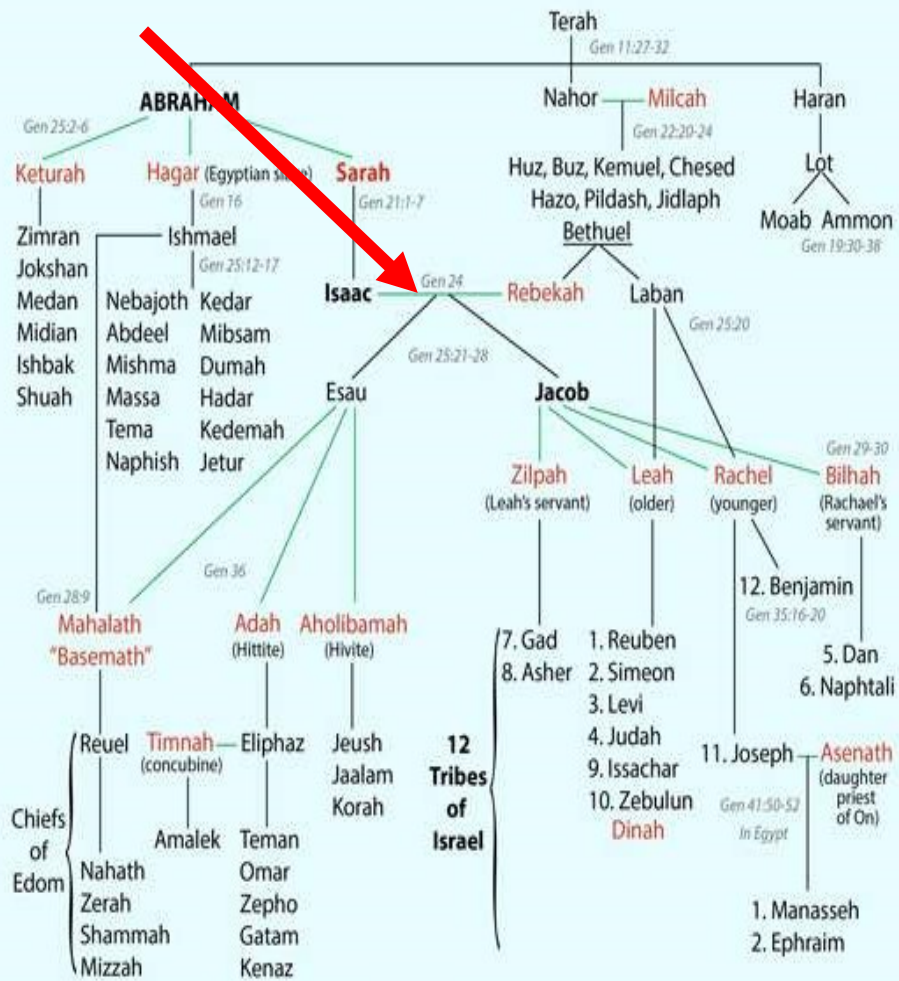 Terah
Gen 11:27-32
ABRAHAM
Nahor
Milcah
Haran
Gen 25:2-6
Gen 22:20-24
Keturah
Hagar (Egyptian slave)
Sarah
Huz, Buz, Kemuel, Chesed
Hazo, Pildash, Jidlaph
Bethuel
Lot
Gen 16
Gen 21:1-7
Moab Ammon
Gen 19:30-38
Zimran
Jokshan
Medan
Midian
Ishbak
Shuah
Ishmael
Gen 25:12-17
Nebajoth Kedar
Abdeel Mibsam
Mishma Dumah
Massa Hadar
Tema Kedemah
Naphish Jetur
Isaac
Gen 24
Rebekah
Laban
Gen 25:20
Gen 25:21-28
Esau
Jacob
Gen 29-30
Zilpah
(Leah's servant)
Leah
(older)
Rachel
(younger)
Bilhah
(Rachael's
servant)
Gen 36
Gen 28:9
Mahalath
"Basemath"
Adah
(Hittite)
Aholibamah
(Hivite)
12. Benjamin
Gen 35:16-20
7. Gad
8. Asher
1. Reuben
2. Simeon
3. Levi
4. Judah
9. Issachar
10. Zebulun
Dinah
5. Dan
6. Naphtali
Reuel
Timnah
(concubine)
Eliphaz
Jeush
Jaalam
Korah
12
Tribes
of
Israel
11. Joseph
Asenath
(daughter
priest
of On)
Gen 41:50-52
In Egypt
Chiefs
of
Edom
Amalek
Nahath
Zerah
Shammah
Mizzah
Teman
Omar
Zepho
Gatam
Kenaz
1. Manasseh
2. Ephraim